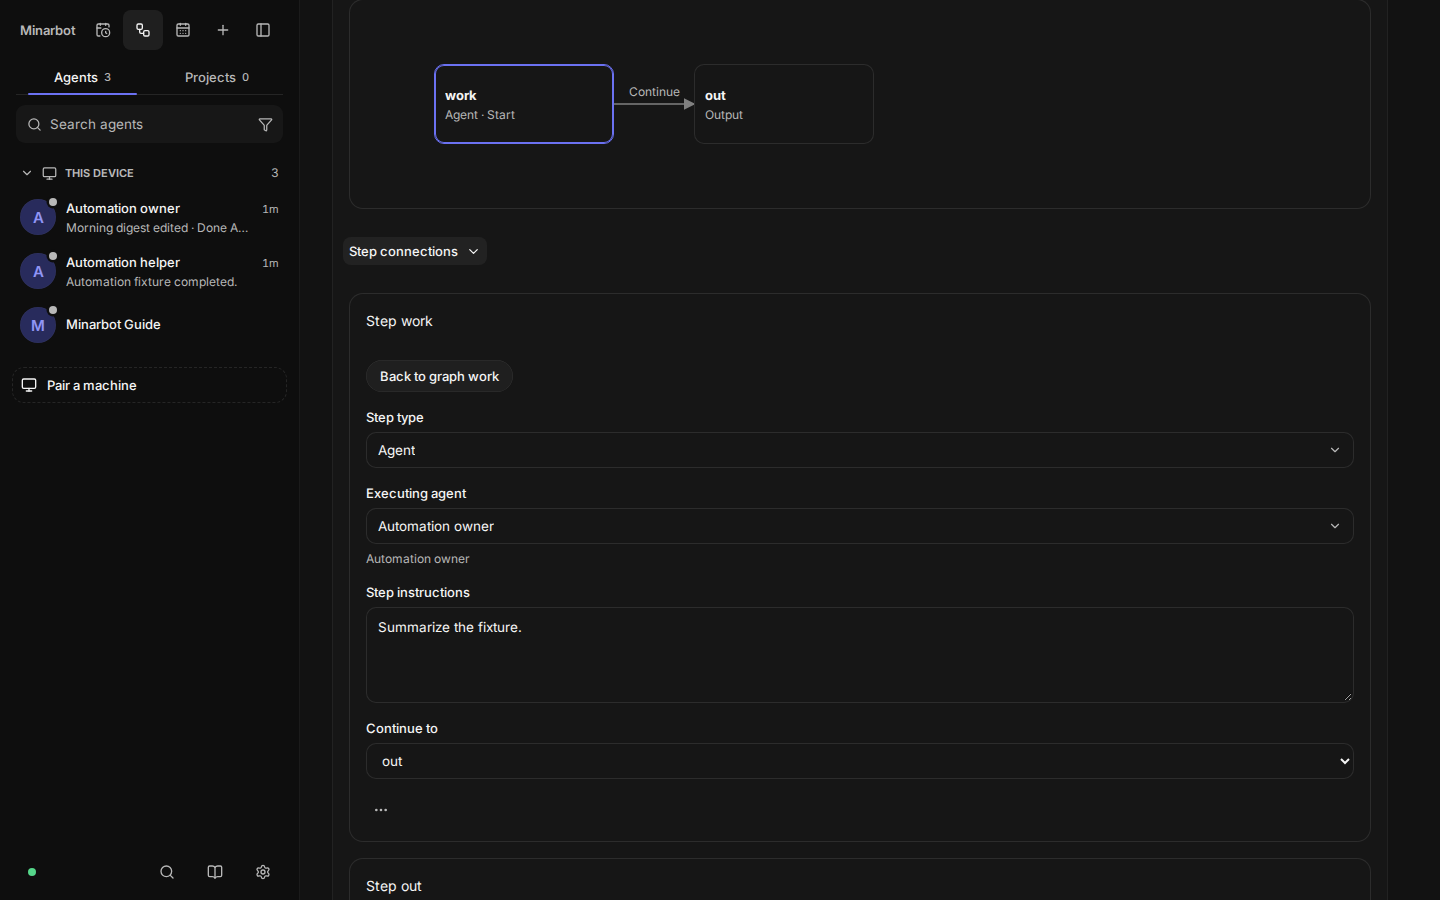 Minarbot
Agents 3
Projects 0
Search agents
THIS DEVICE 3
A
Automation owner 1m
Morning digest edited · Done A...
A
Automation helper 1m
Automation fixture completed.
M
Minarbot Guide
Pair a machine
work
Agent · Start
Continue
out
Output
Step connections
Step work
Back to graph work
Step type
Agent
Executing agent
Automation owner
Automation owner
Step instructions
Summarize the fixture.
Continue to
out
Step out